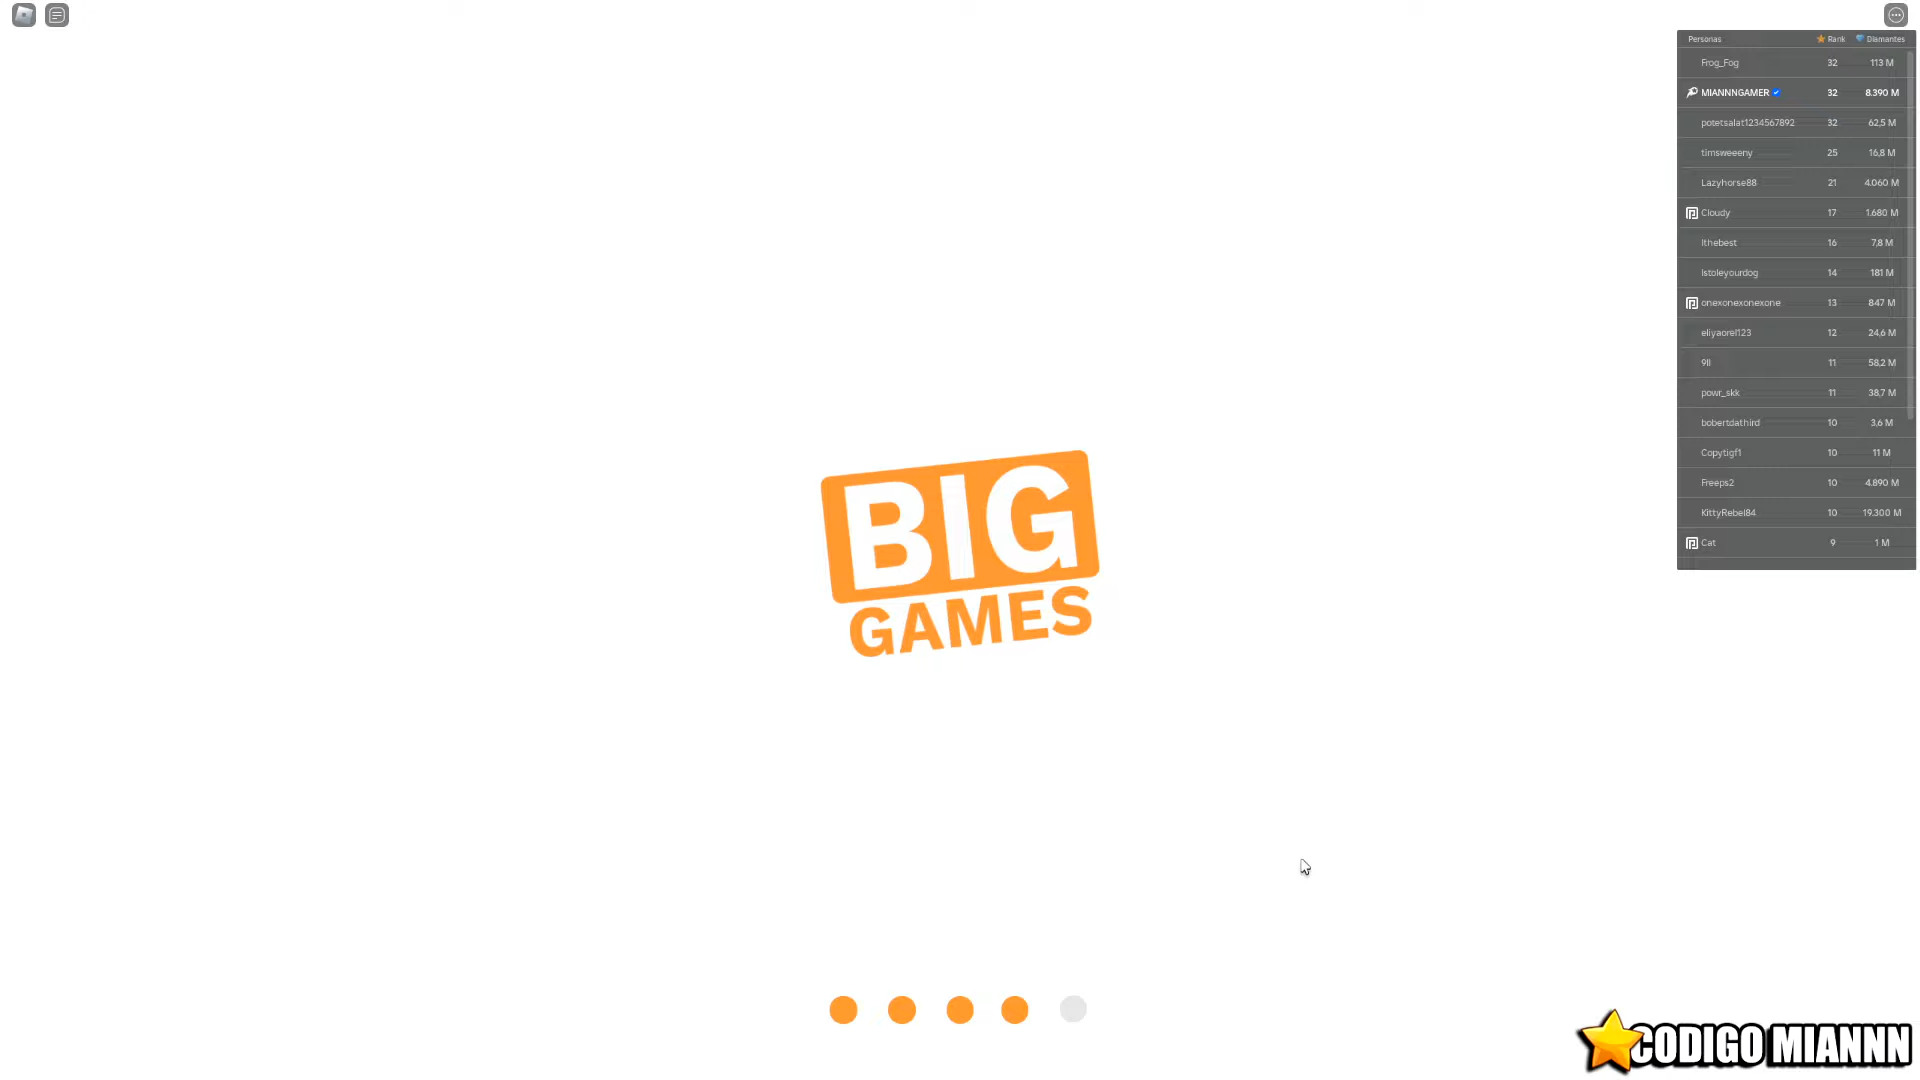 Personas Rank Diamantes
Frog_Fog 32 113 M
MIANNNGAMER 32 8.390 M
potetsalat1234567892 32 62,5 M
timsweeeny 25 16,8 M
Lazyhorse88 21 4.060 M
Cloudy 17 1.680 M
Ithebest 16 7,8 M
Istoleyourdog 14 181 M
onexonexonexone 13 847 M
eliyaorel123 12 24,6 M
11 58,2 M
powr_skk 11 38,7 M
bobertdathird 10 3,6 M
Copytigf1 10 11 M
Freeps2 10 4.890 M
KittyRebel84 10 19.300 M
Cat 9 1 M
BIG
GAMES
CODIGO MIANNN